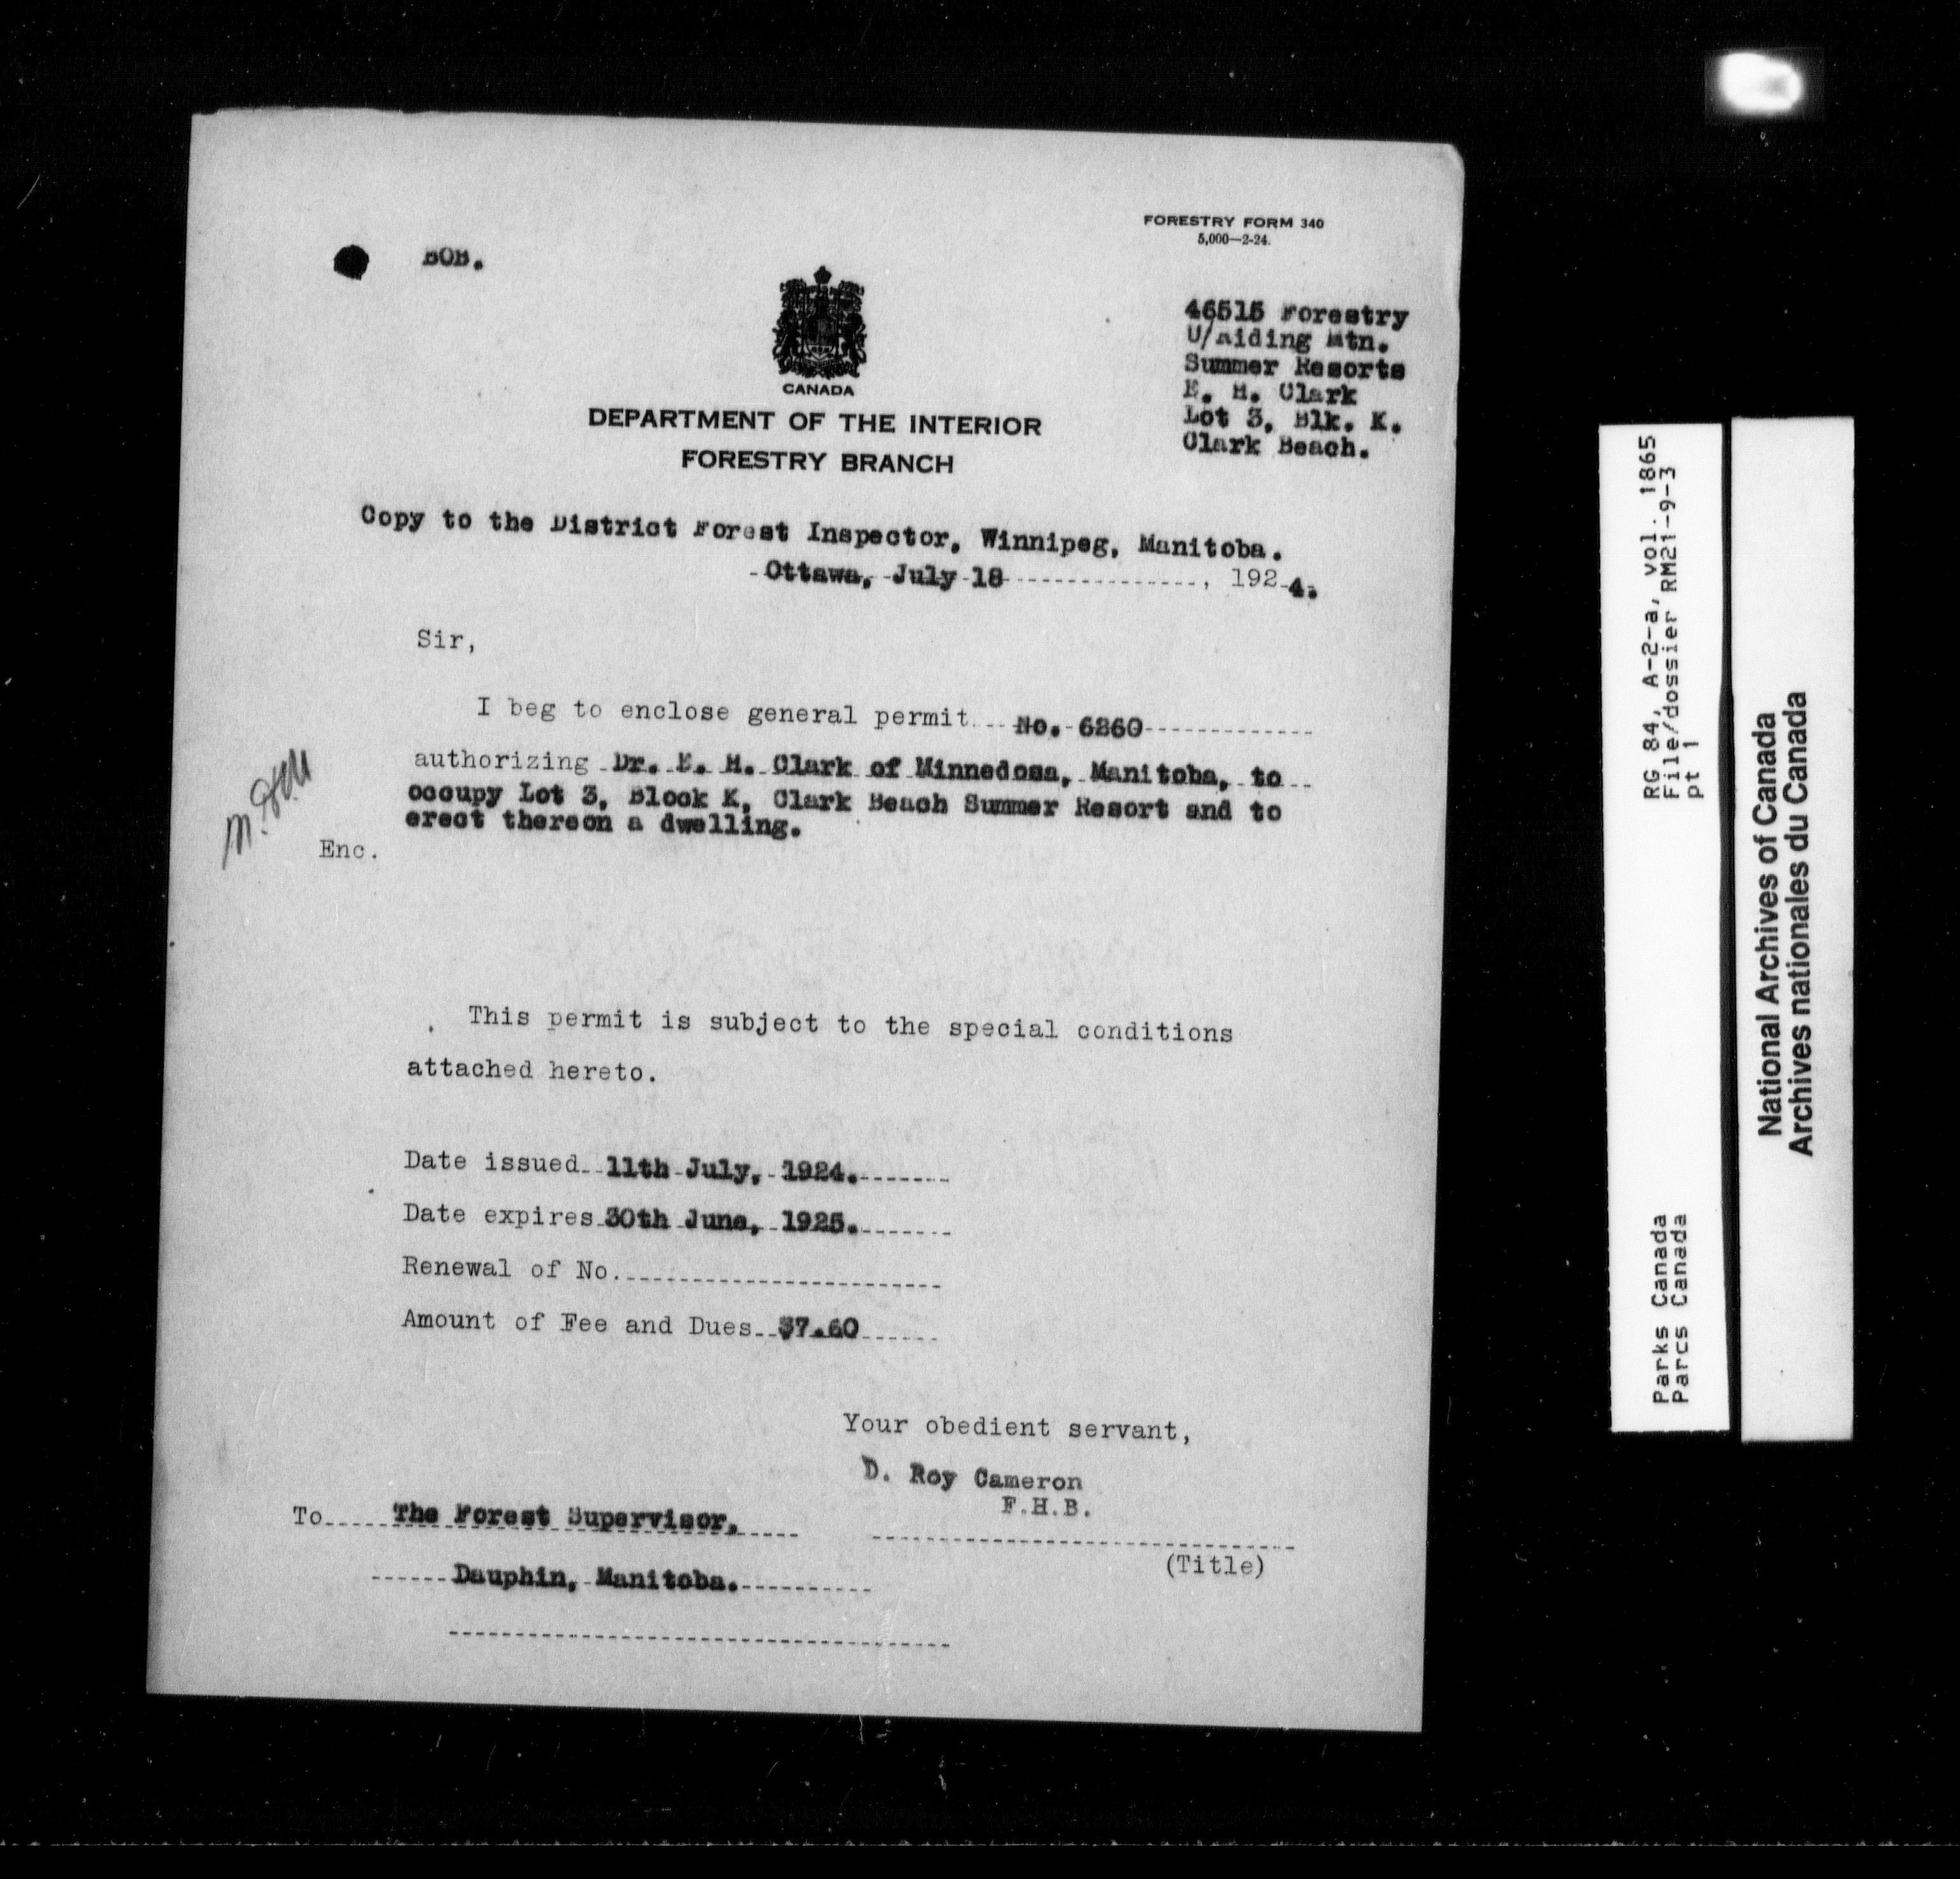 FORESTRY FORM 340
5,000—2-24.
BOB.
46515 Forestry
U/Riding Mtn.
Summer Resorts
E. H. Clark
Lot 3, Blk. K.
Clark Beach.
CANADA
DEPARTMENT OF THE INTERIOR
FORESTRY BRANCH
Copy to the District Forest Inspector, Winnipeg, Manitoba.
Ottawa, July 18, 1924.
Sir,
I beg to enclose general permit No. 6260
authorizing Dr. E. H. Clark of Minnedosa, Manitoba, to
occupy Lot 3, Block K, Clark Beach Summer Resort and to
erect thereon a dwelling.
Enc.
This permit is subject to the special conditions
attached hereto.
Date issued 11th July, 1924.
Date expires 30th June, 1925.
Renewal of No.
Amount of Fee and Dues $7.60
Your obedient servant,
D. Roy Cameron
F.H.B.
(Title)
To The Forest Supervisor,
Dauphin, Manitoba.
RG 84, A-2-a, vol. 1865
File/dossier RM21-9-3
pt 1
Parks Canada
Parcs Canada
National Archives of Canada
Archives nationales du Canada